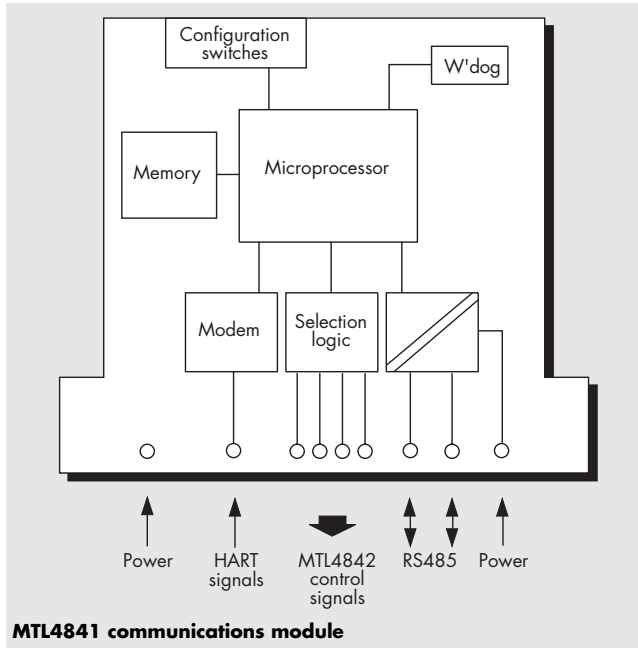 Configuration
switches
W'dog
Memory
Microprocessor
Modem
Selection
logic
Power
HART
signals
MTL4842
control
signals
RS485
Power
MTL4841 communications module